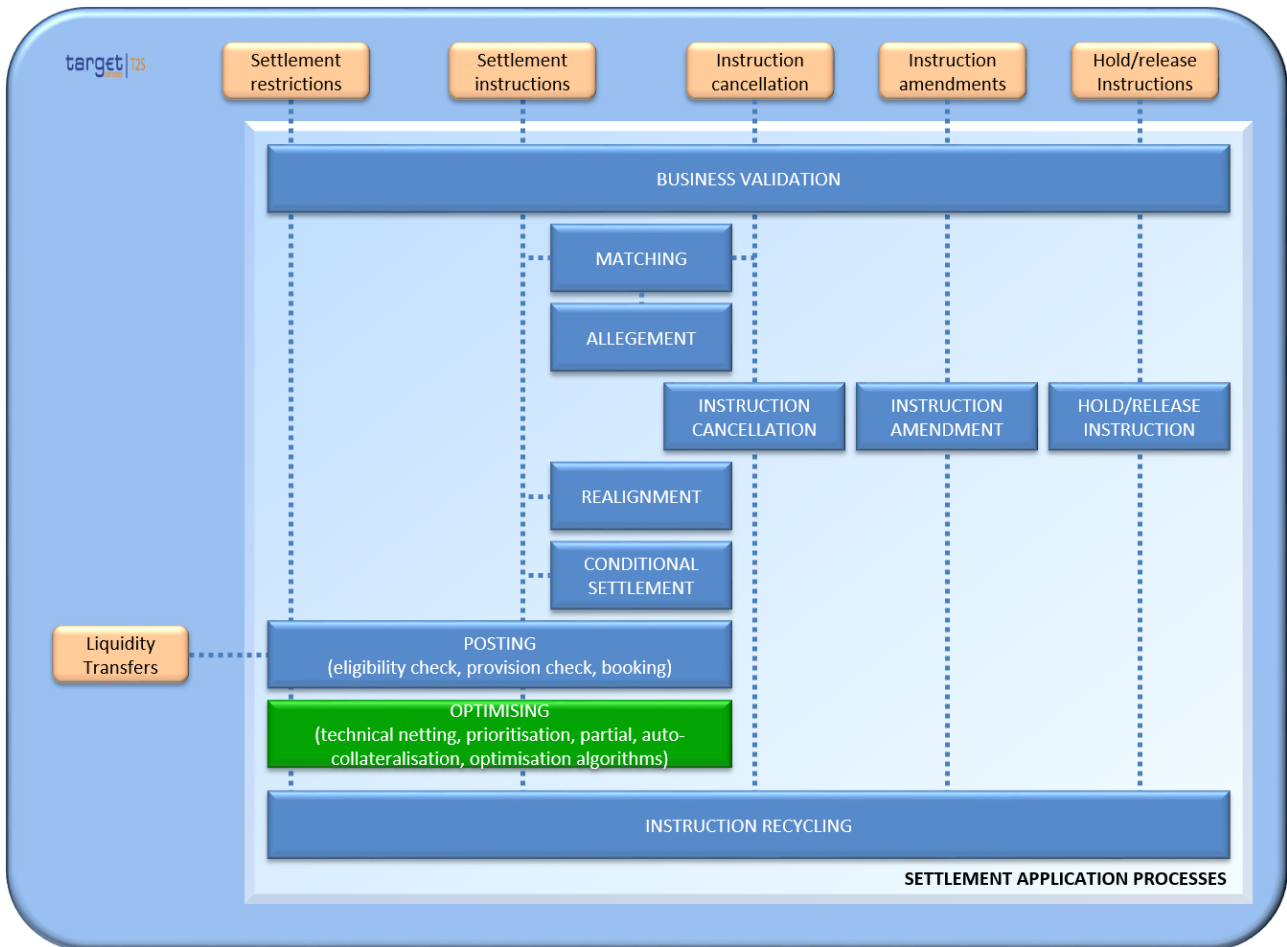 target T2S
Settlement
restrictions
Settlement
instructions
Instruction
cancellation
Instruction
amendments
Hold/release
Instructions
BUSINESS VALIDATION
MATCHING
ALLEGEMENT
INSTRUCTION
CANCELLATION
INSTRUCTION
AMENDMENT
HOLD/RELEASE
INSTRUCTION
REALIGNMENT
CONDITIONAL
SETTLEMENT
Liquidity
Transfers
POSTING
(eligibility check, provision check, booking)
OPTIMISING
(technical netting, prioritisation, partial, auto-
collateralisation, optimisation algorithms)
INSTRUCTION RECYCLING
SETTLEMENT APPLICATION PROCESSES